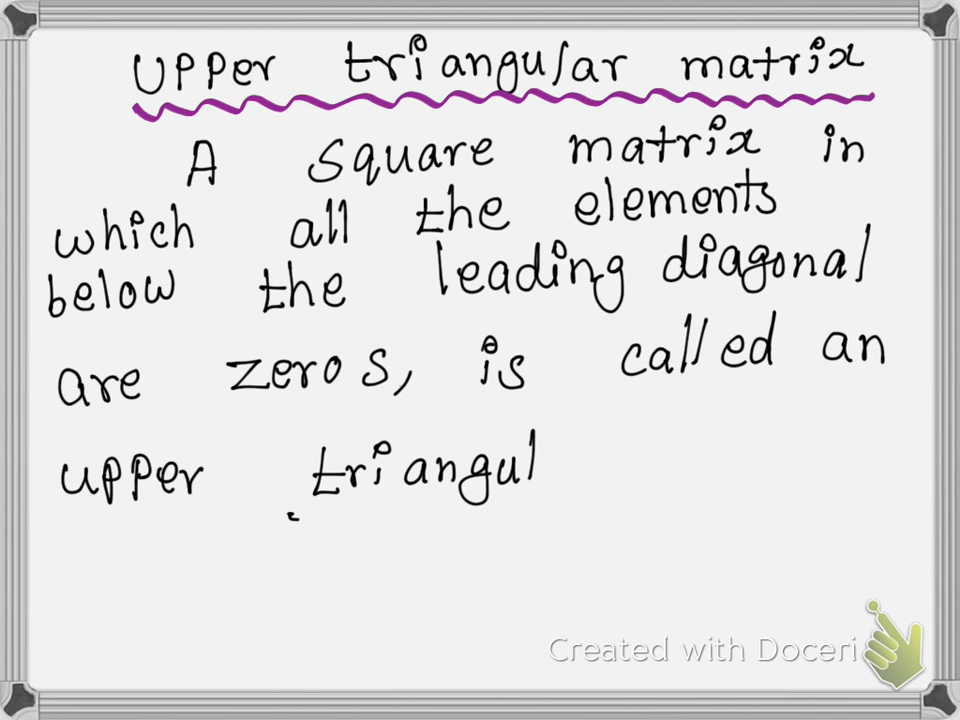 Upper triangular matrix
A square matrix in
which all the elements
below the leading diagonal
are zeros, is called an
upper triangul
Created with Doceri